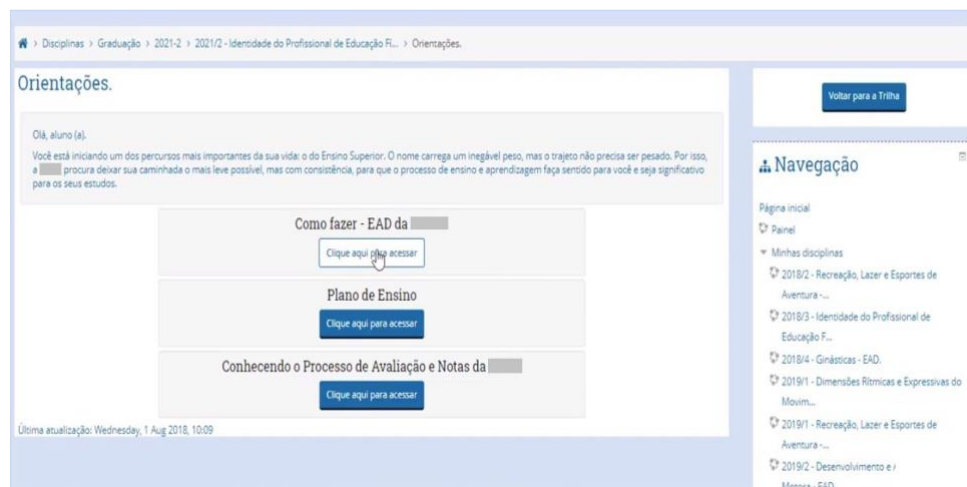 Disciplinas > Graduação > 2021-2 > 2021/2 - Identidade do Profissional de Educação Fí... > Orientações.
Orientações.
Olá, aluno (a).
Você está iniciando um dos percursos mais importantes da sua vida: o do Ensino Superior. O nome carrega um inegável peso, mas o trajeto não precisa ser pesado. Por isso,
a procura deixar sua caminhada o mais leve possível, mas com consistência, para que o processo de ensino e aprendizagem faça sentido para você e seja significativo
para os seus estudos.
Como fazer - EAD da
Clique aqui para acessar
Plano de Ensino
Clique aqui para acessar
Conhecendo o Processo de Avaliação e Notas da
Clique aqui para acessar
Última atualização: Wednesday, 1 Aug 2018, 10:09
Voltar para a Trilha
Navegação
Página inicial
Painel
Minhas disciplinas
2018/2 - Recreação, Lazer e Esportes de
Aventura -...
2018/3 - Identidade do Profissional de
Educação F...
2018/4 - Ginásticas - EAD.
2019/1 - Dimensões Rítmicas e Expressivas do
Movim...
2019/1 - Recreação, Lazer e Esportes de
Aventura -...
2019/2 - Desenvolvimento e
Motora - EAD